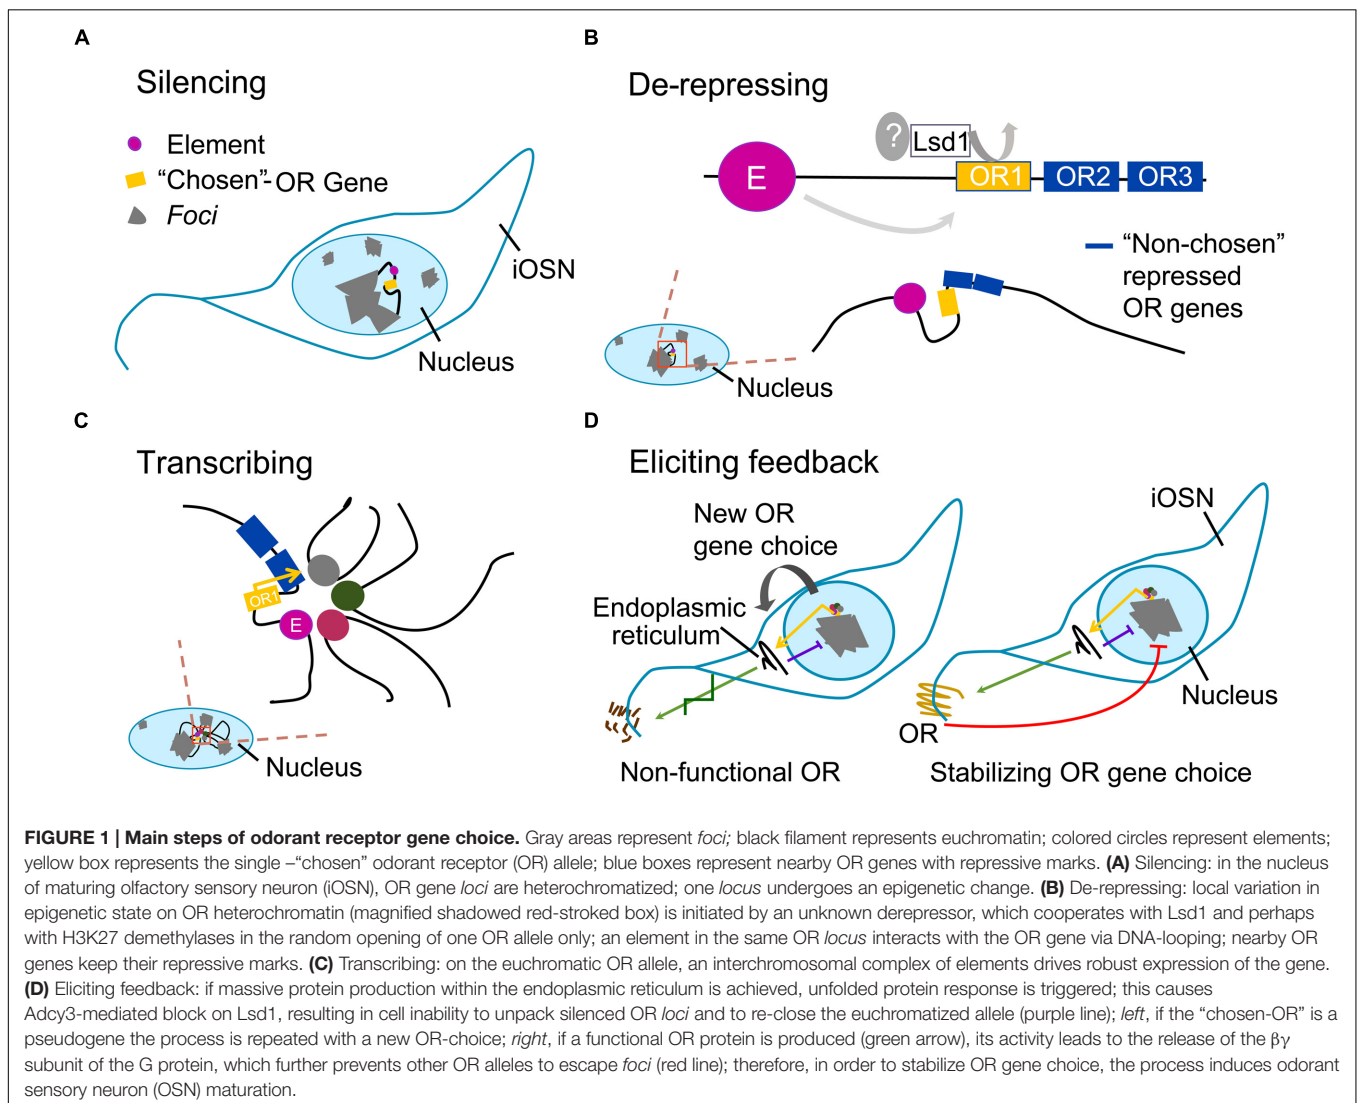 A
Silencing
Element
“Chosen”-OR Gene
Foci
iOSN
Nucleus
B
De-repressing
?
Lsd1
E
OR1
OR2
OR3
“Non-chosen”
repressed
OR genes
Nucleus
C
Transcribing
OR1
E
Nucleus
D
Eliciting feedback
New OR
gene choice
Endoplasmic
reticulum
Non-functional OR
iOSN
Nucleus
OR
Stabilizing OR gene choice
FIGURE 1 | Main steps of odorant receptor gene choice. Gray areas represent foci; black filament represents euchromatin; colored circles represent elements;
yellow box represents the single –“chosen” odorant receptor (OR) allele; blue boxes represent nearby OR genes with repressive marks. (A) Silencing: in the nucleus
of maturing olfactory sensory neuron (iOSN), OR gene loci are heterochromatized; one locus undergoes an epigenetic change. (B) De-repressing: local variation in
epigenetic state on OR heterochromatin (magnified shadowed red-stroked box) is initiated by an unknown derepressor, which cooperates with Lsd1 and perhaps
with H3K27 demethylases in the random opening of one OR allele only; an element in the same OR locus interacts with the OR gene via DNA-looping; nearby OR
genes keep their repressive marks. (C) Transcribing: on the euchromatic OR allele, an interchromosomal complex of elements drives robust expression of the gene.
(D) Eliciting feedback: if massive protein production within the endoplasmic reticulum is achieved, unfolded protein response is triggered; this causes
Adcy3-mediated block on Lsd1, resulting in cell inability to unpack silenced OR loci and to re-close the euchromatized allele (purple line); left, if the “chosen-OR” is a
pseudogene the process is repeated with a new OR-choice; right, if a functional OR protein is produced (green arrow), its activity leads to the release of the βγ
subunit of the G protein, which further prevents other OR alleles to escape foci (red line); therefore, in order to stabilize OR gene choice, the process induces odorant
sensory neuron (OSN) maturation.